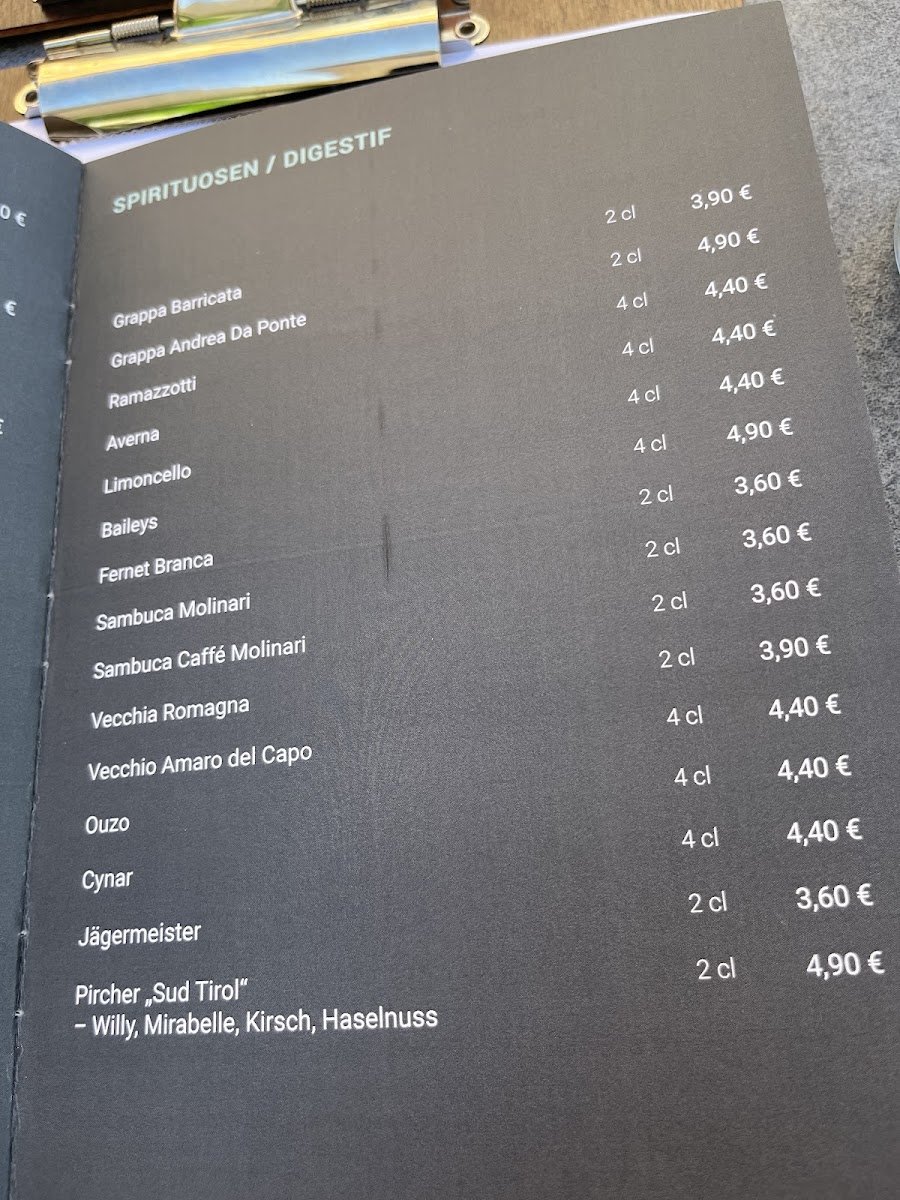 0 €
€
€
SPIRITUOSEN / DIGESTIF
Grappa Barricata 2 cl 3,90 €
Grappa Andrea Da Ponte 2 cl 4,90 €
Ramazzotti 4 cl 4,40 €
Averna 4 cl 4,40 €
Limoncello 4 cl 4,40 €
Baileys 4 cl 4,90 €
Fernet Branca 2 cl 3,60 €
Sambuca Molinari 2 cl 3,60 €
Sambuca Caffé Molinari 2 cl 3,60 €
Vecchia Romagna 2 cl 3,90 €
Vecchio Amaro del Capo 4 cl 4,40 €
Ouzo 4 cl 4,40 €
Cynar 4 cl 4,40 €
Jägermeister 2 cl 3,60 €
Pircher „Sud Tirol“ 2 cl 4,90 €
– Willy, Mirabelle, Kirsch, Haselnuss